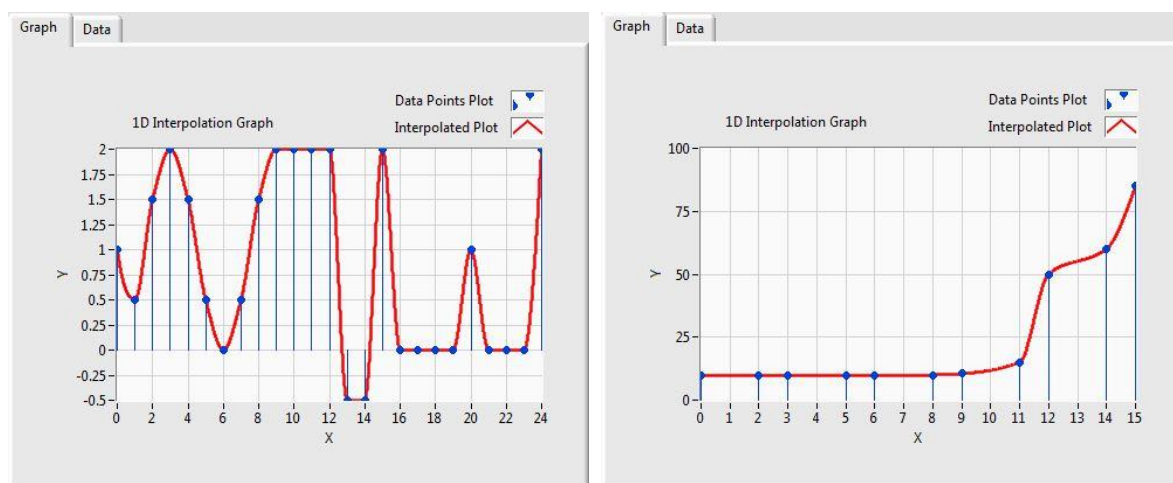 Graph Data
Data Points Plot
1D Interpolation Graph
Interpolated Plot
2
1.75
1.5
1.25
1
0.75
0.5
0.25
0
-0.25
-0.5
Y
0 2 4 6 8 10 12 14 16 18 20 22 24
X
Graph Data
Data Points Plot
1D Interpolation Graph
Interpolated Plot
100
75
50
25
0
Y
0 1 2 3 4 5 6 7 8 9 10 11 12 13 14 15
X